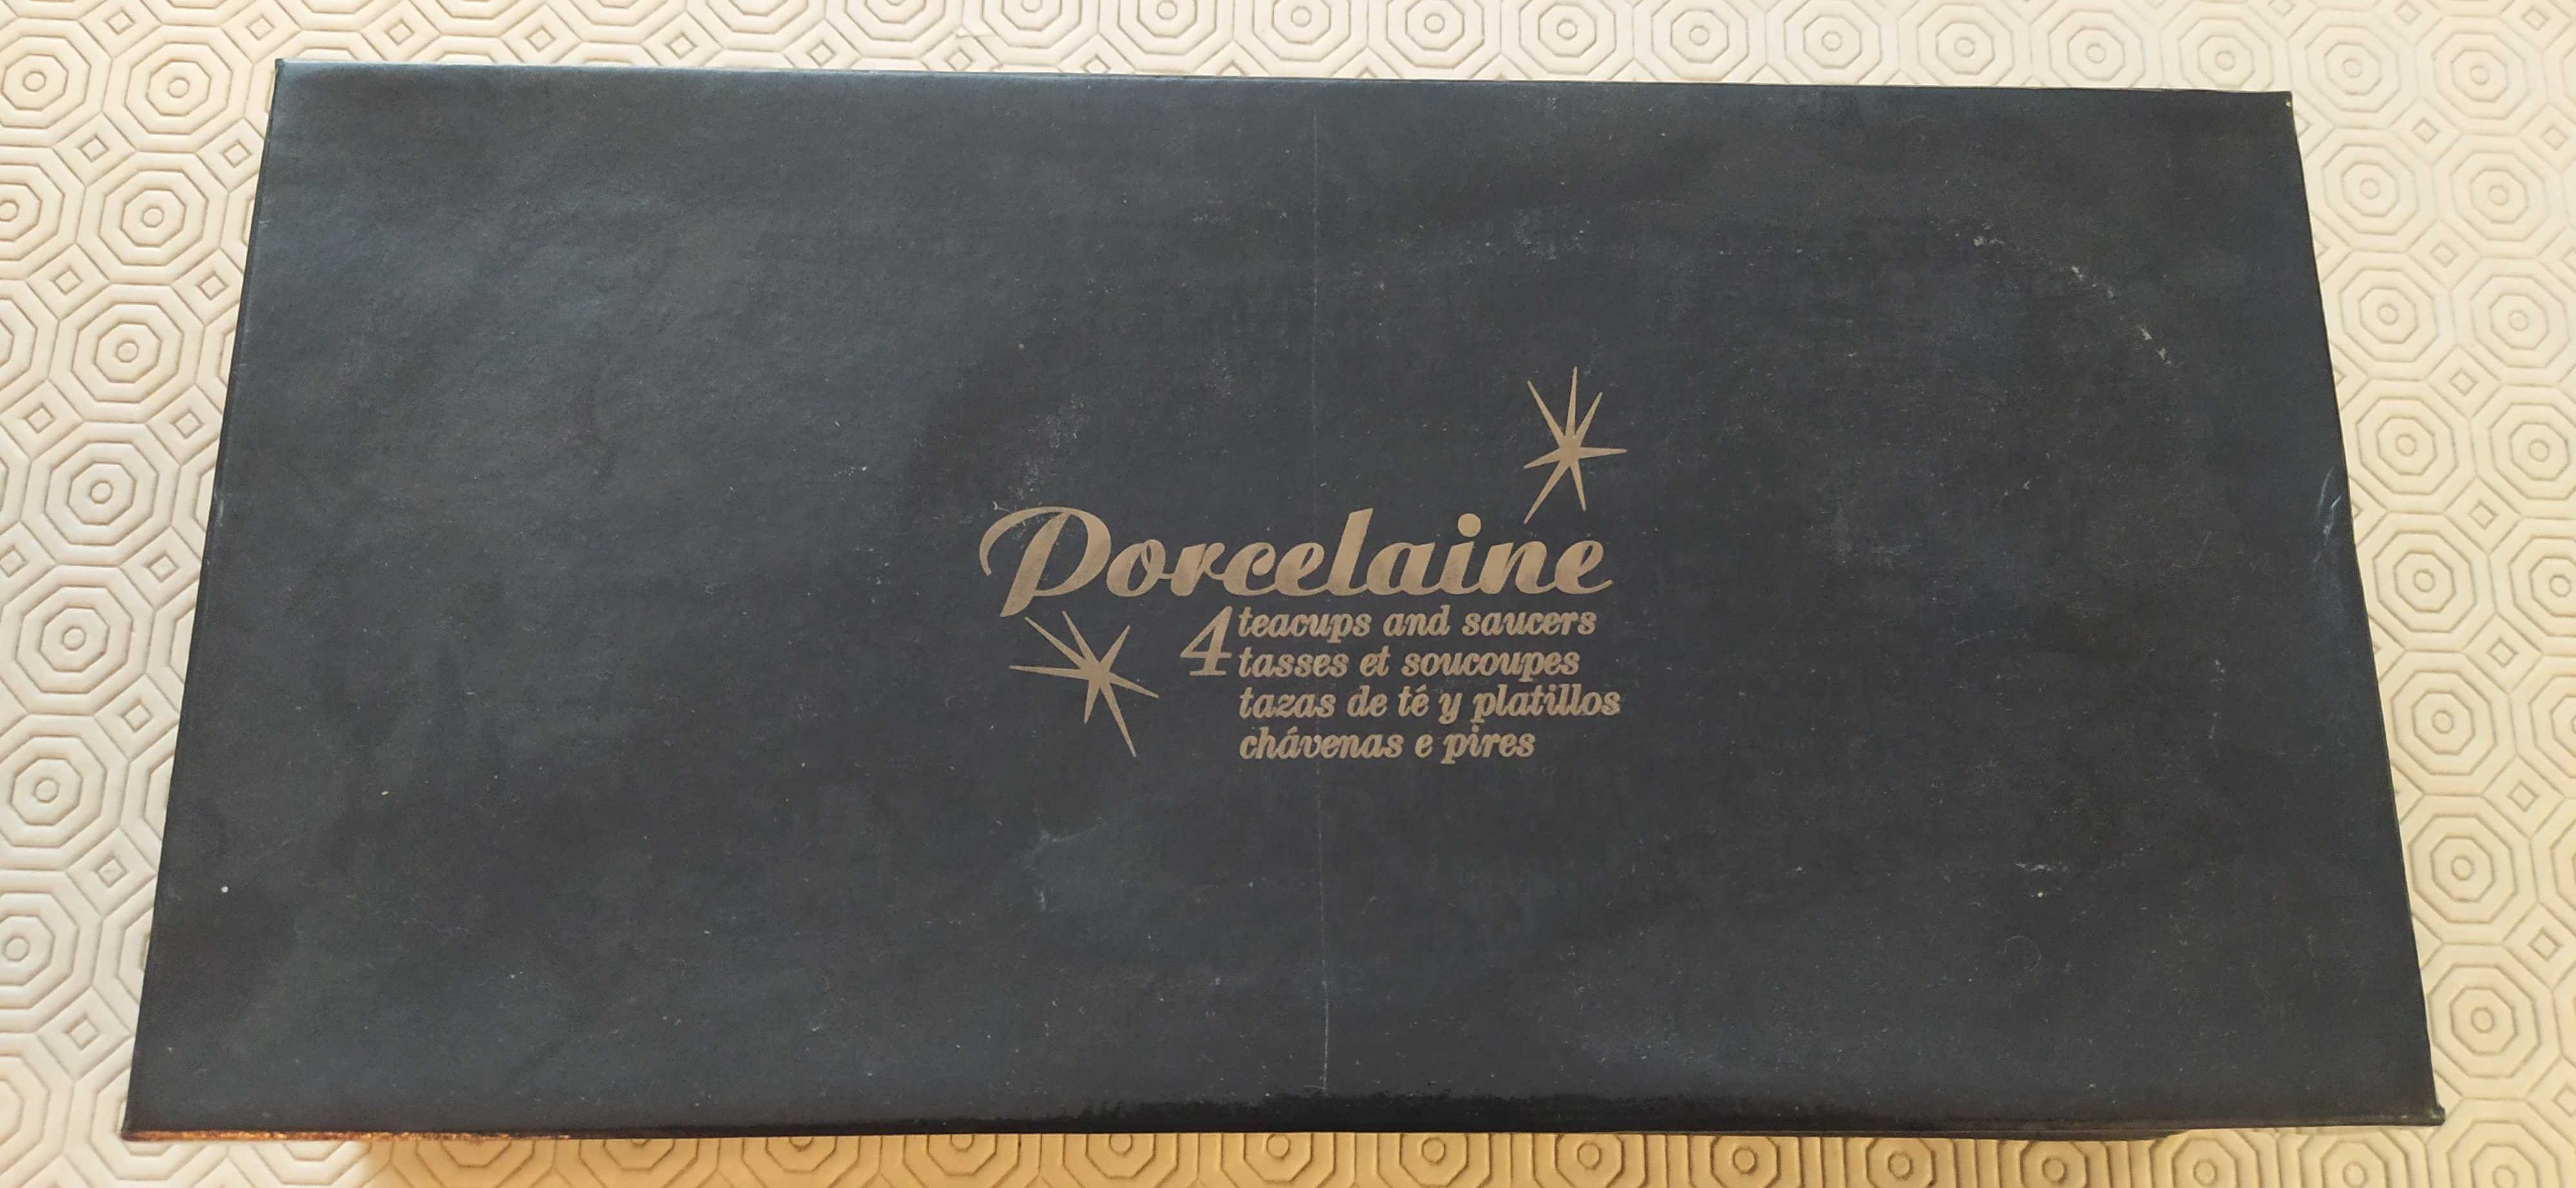 Porcelaine
4 teacups and saucers
tasses et soucoupes
tazas de té y platillos
chávenas e pires